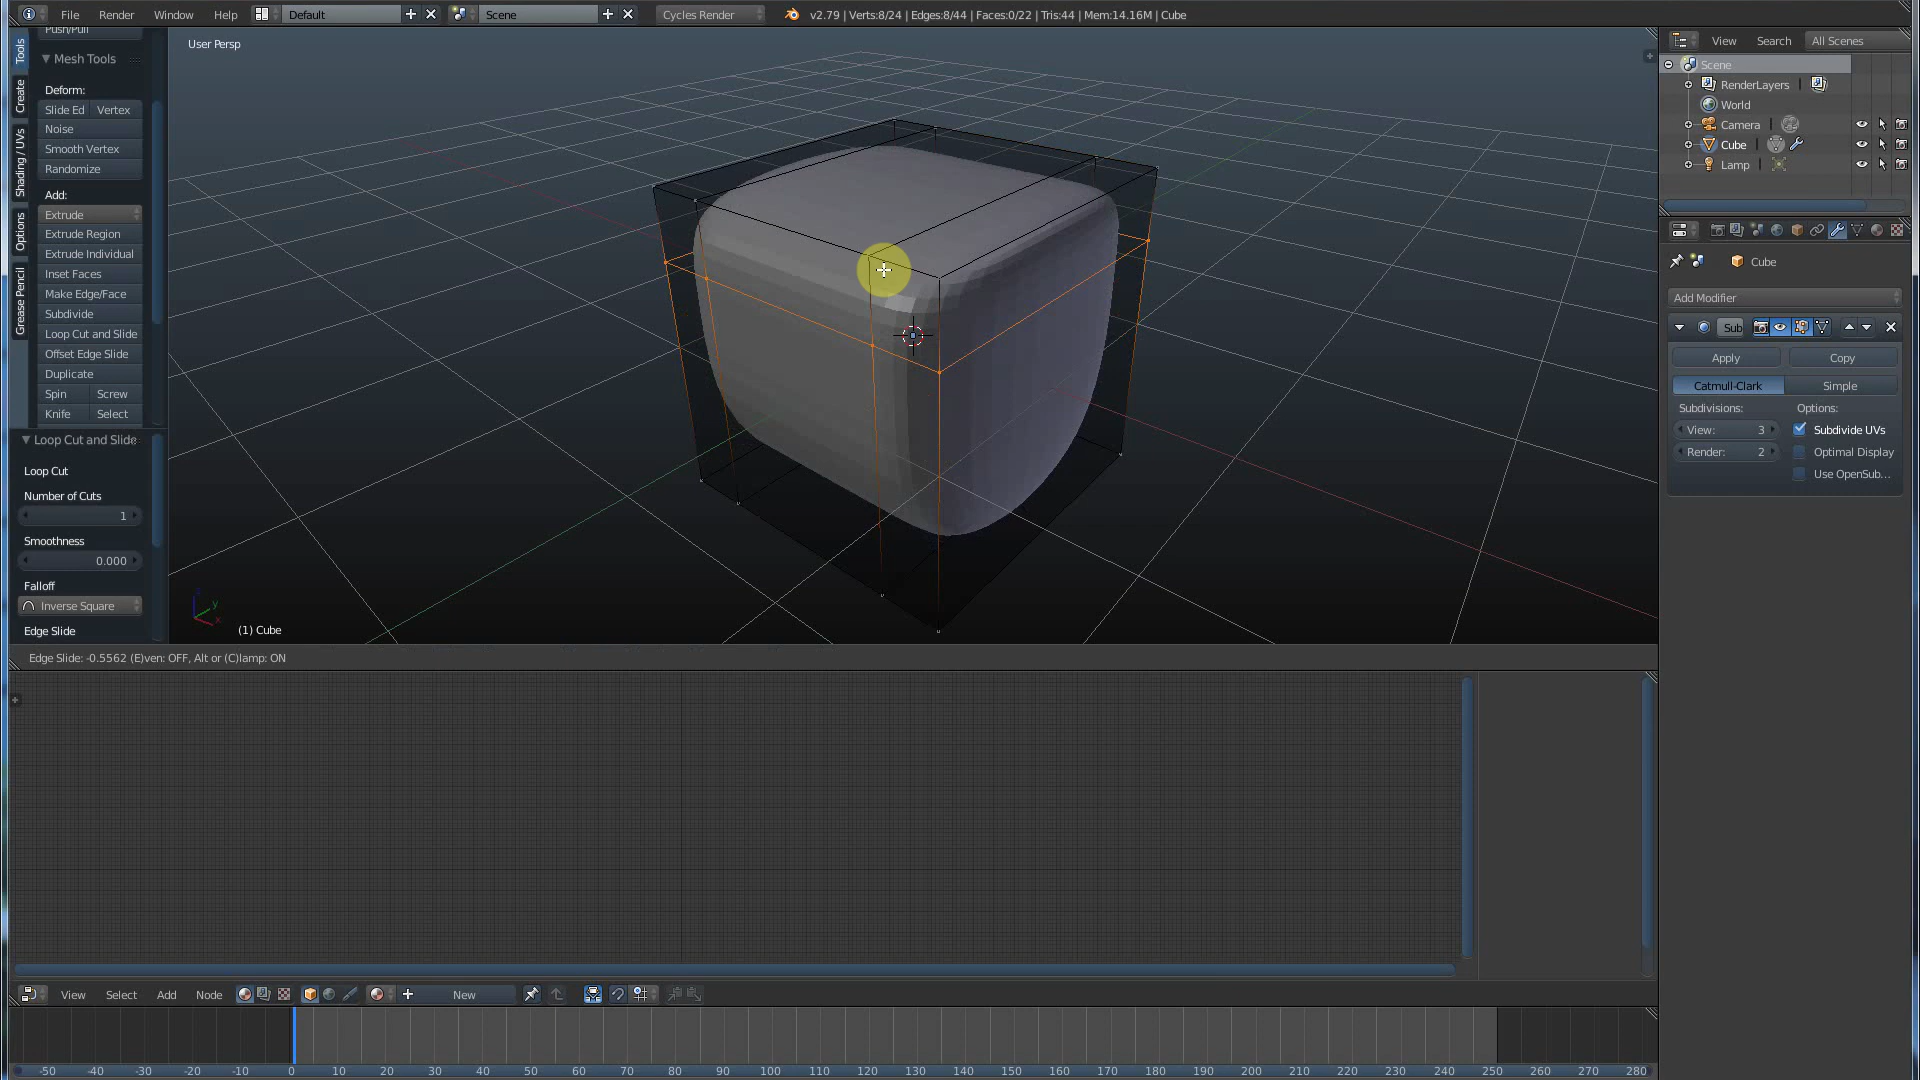 File Render Window Help Default Scene Cycles Render v2.79 | Verts:8/24 | Edges:8/44 | Faces:0/22 | Tris:44 | Mem:14.16M | Cube
Tools
Create
Shading / UVs
Options
Grease Pencil
Push/Pull
Mesh Tools
Deform:
Slide Ed Vertex
Noise
Smooth Vertex
Randomize
Add:
Extrude
Extrude Region
Extrude Individual
Inset Faces
Make Edge/Face
Subdivide
Loop Cut and Slide
Offset Edge Slide
Duplicate
Spin Screw
Knife Select
Loop Cut and Slide
Loop Cut
Number of Cuts
1
Smoothness
0.000
Falloff
Inverse Square
Edge Slide
User Persp
(1) Cube
Edge Slide: -0.5562 (E)ven: OFF, Alt or (C)lamp: ON
View Search All Scenes
Scene
RenderLayers
World
Camera
Cube
Lamp
Cube
Add Modifier
Sub
Apply Copy
Catmull-Clark Simple
Subdivisions: Options:
View: 3 Subdivide UVs
Render: 2 Optimal Display
Use OpenSub...
View Select Add Node New
-50 -40 -30 -20 -10 0 10 20 30 40 50 60 70 80 90 100 110 120 130 140 150 160 170 180 190 200 210 220 230 240 250 260 270 280